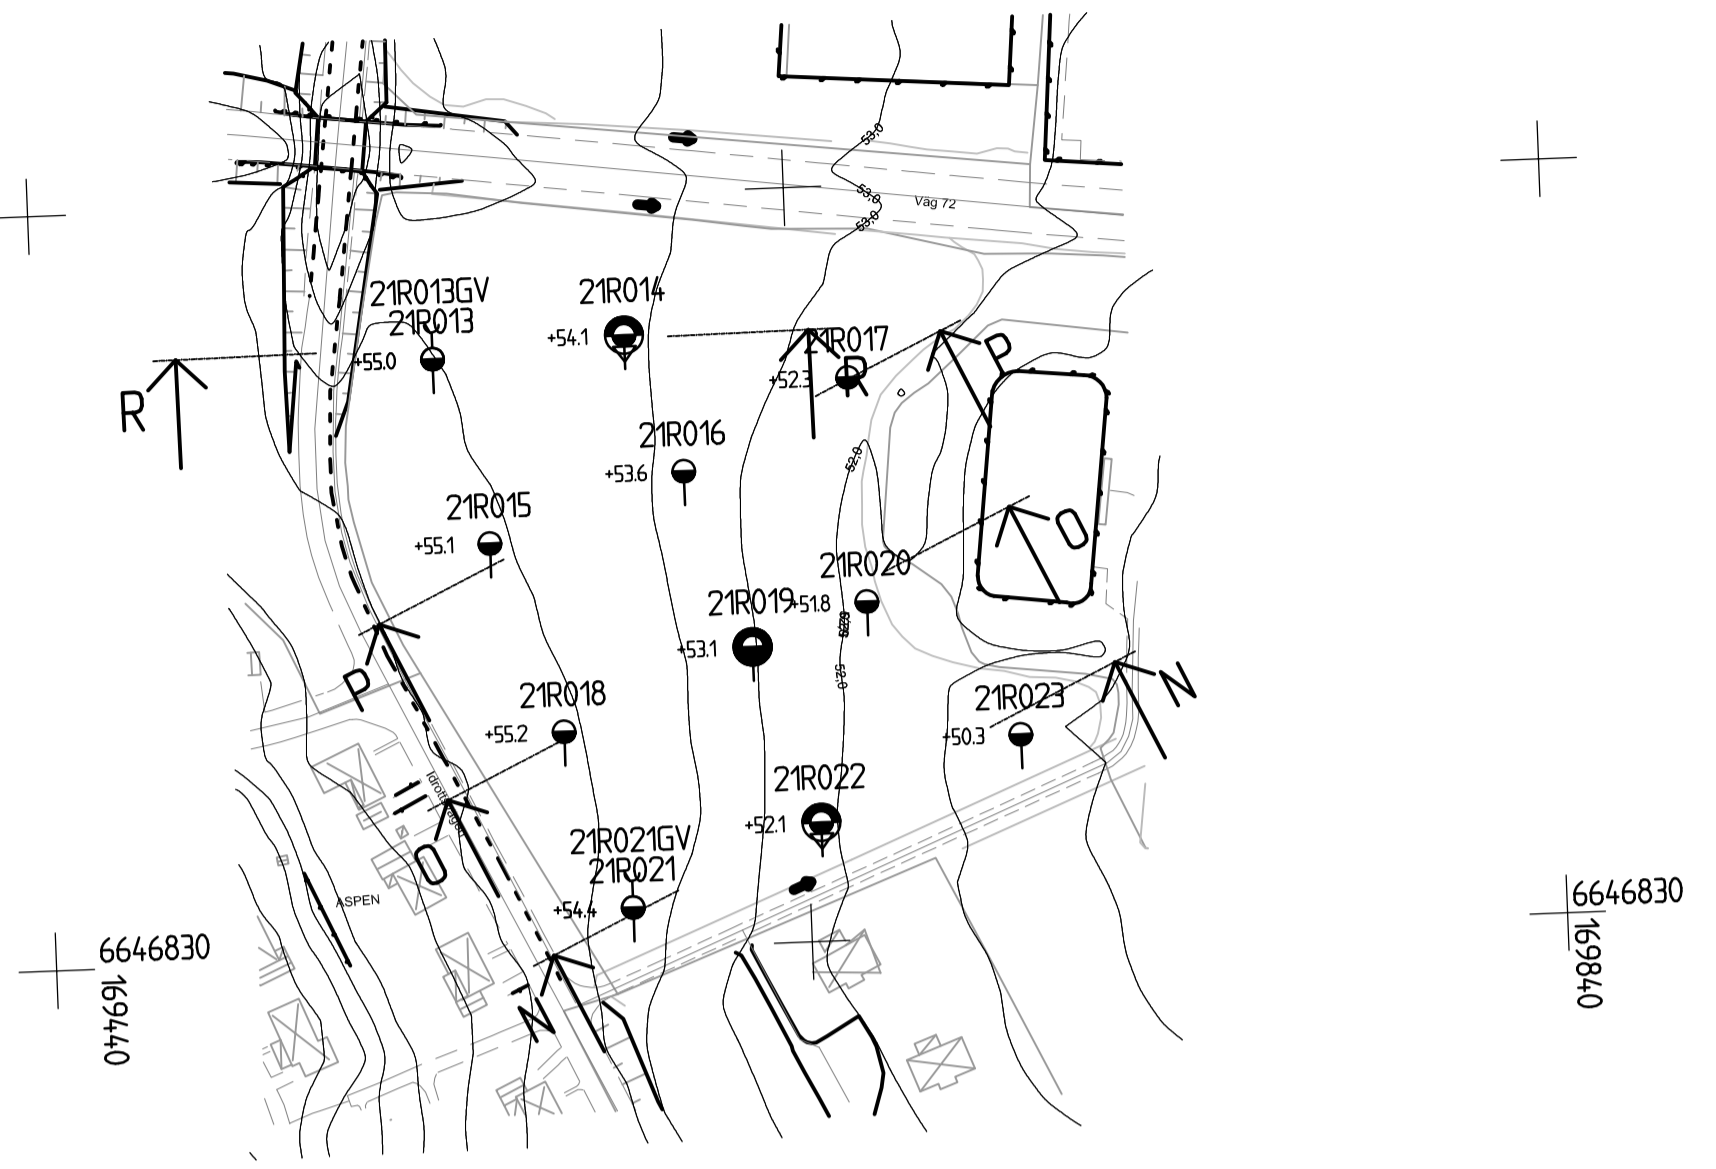 53,0
53,0
53,0
Väg 72
21R013GV
21R013
+55.0
21R014
+54.1
21R017
+52.3
R
P
R
21R016
+53.6
52,0
21R015
+55.1
O
21R020
+51.8
21R019
+53.1
52,0
P
21R018
+55.2
21R023
+50.3
N
21R022
+52.1
O
21R021GV
21R021
+54.4
ASPEN
N
6646830
169440
6646830
169840